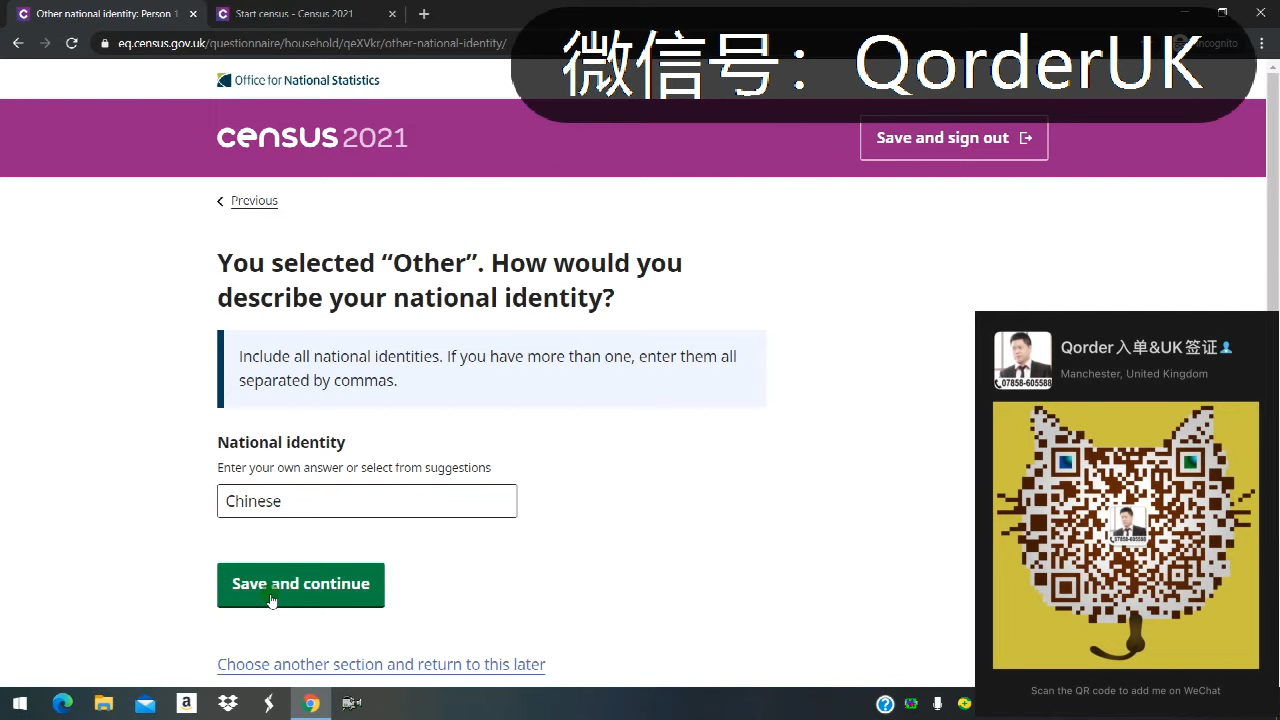 Other national identity: Person 1
Start census - Census 2021
eq.census.gov.uk/questionnaire/household/qeXVkr/other-national-identity/
Incognito
微信号：QorderUK
Office for National Statistics
census 2021
Save and sign out
Previous
You selected “Other”. How would you
describe your national identity?
Include all national identities. If you have more than one, enter them all
separated by commas.
National identity
Enter your own answer or select from suggestions
Chinese
Save and continue
Choose another section and return to this later
Qorder入单&UK签证
Manchester, United Kingdom
07858-605588
07858-605588
Scan the QR code to add me on WeChat